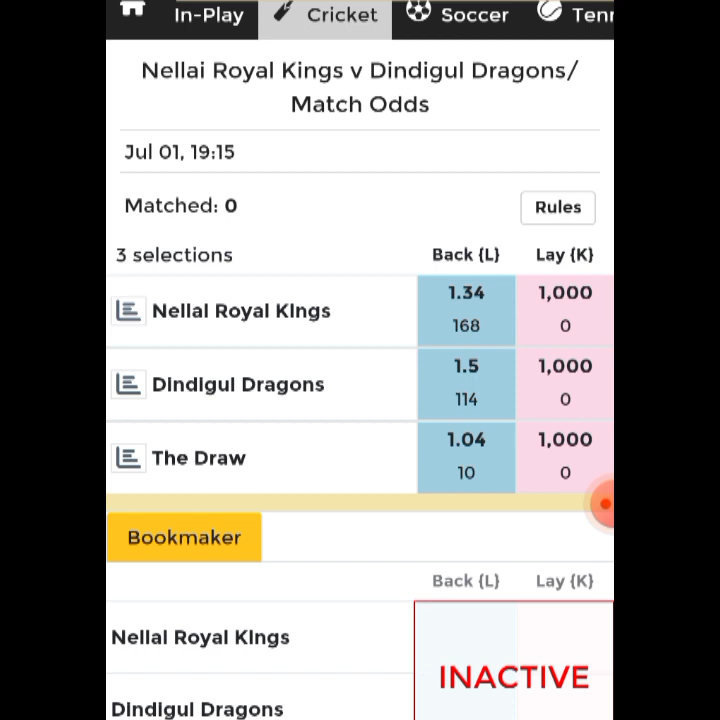 In-Play Cricket Soccer Tenn
Nellai Royal Kings v Dindigul Dragons/
Match Odds
Jul 01, 19:15
Matched: 0 Rules
3 selections Back {L} Lay {K}
Nellai Royal Kings 1.34 1,000
168 0
Dindigul Dragons 1.5 1,000
114 0
The Draw 1.04 1,000
10 0
Bookmaker
Back {L} Lay {K}
Nellai Royal Kings
INACTIVE
Dindigul Dragons